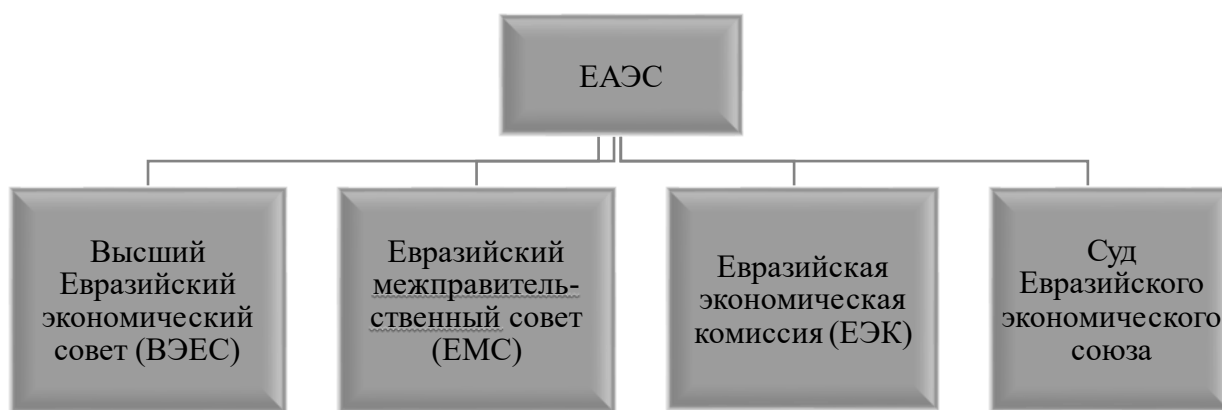 ЕАЭС
Высший
Евразийский
экономический
совет (ВЭЕС)
Евразийский
межправитель-
ственный совет
(ЕМС)
Евразийская
экономическая
комиссия (ЕЭК)
Суд
Евразийского
экономического
союза